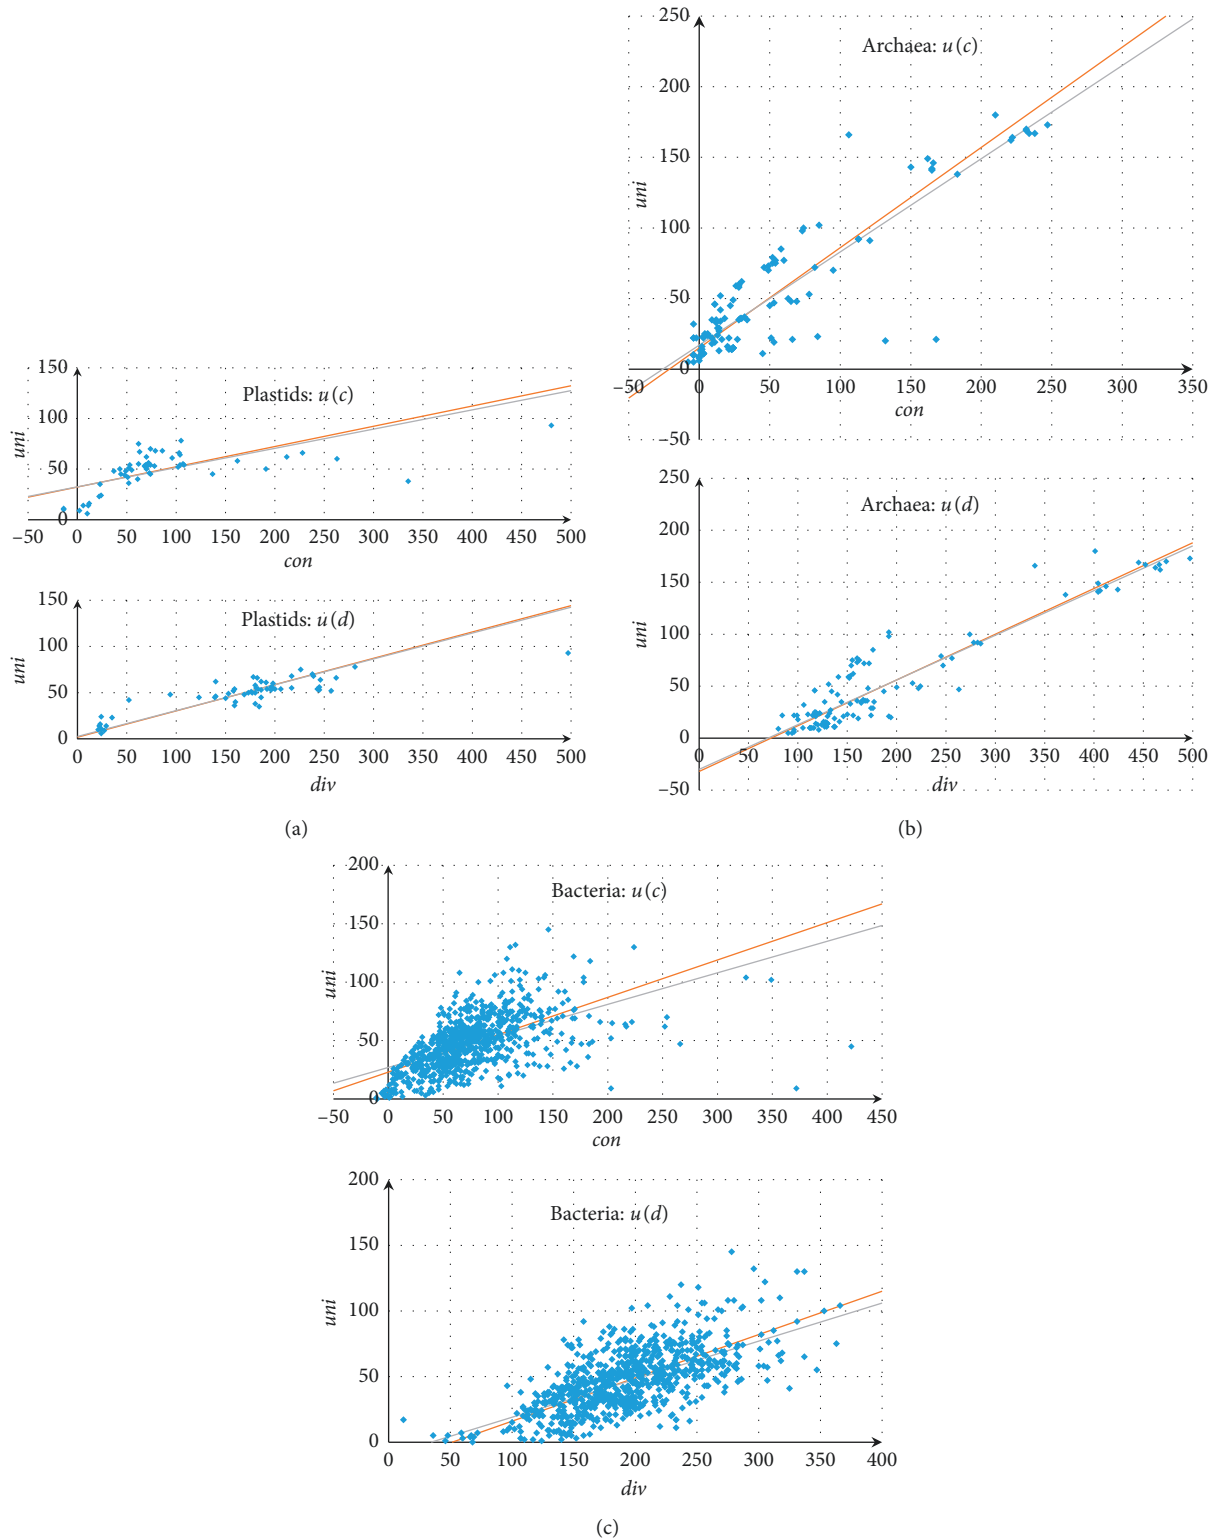 Plastids: u(c)
uni
150
100
50
0
–50 0 50 100 150 200 250 300 350 400 450 500
con
Plastids: u(d)
uni
150
100
50
0
0 50 100 150 200 250 300 350 400 450 500
div
(a)
Archaea: u(c)
uni
250
200
150
100
50
0
–50
–50 0 50 100 150 200 250 300 350
con
Archaea: u(d)
uni
250
200
150
100
50
0
–50
0 50 100 150 200 250 300 350 400 450 500
div
(b)
Bacteria: u(c)
uni
200
150
100
50
0
–50 0 50 100 150 200 250 300 350 400 450
con
Bacteria: u(d)
uni
200
150
100
50
0
0 50 100 150 200 250 300 350 400
div
(c)